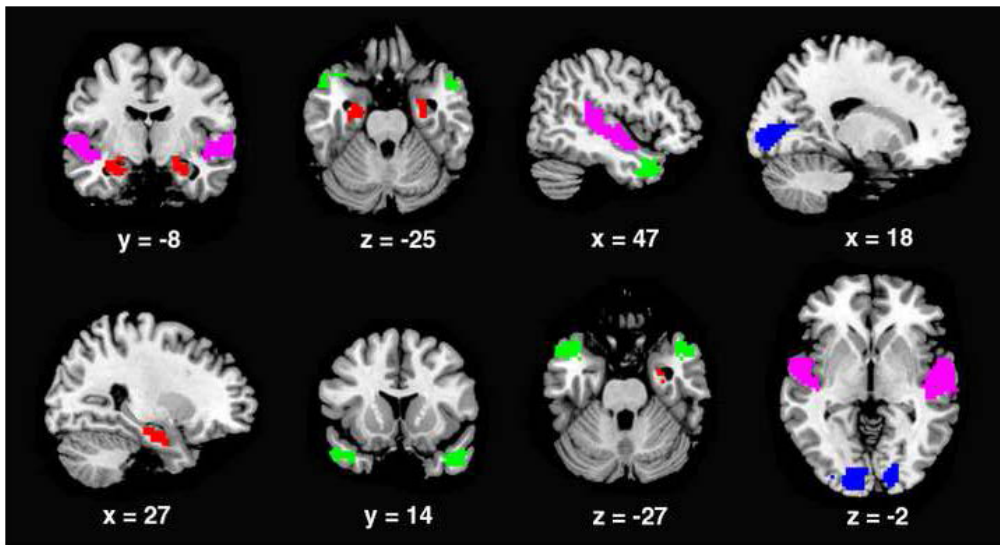 y = -8
z = -25
x = 47
x = 18
x = 27
y = 14
z = -27
z = -2